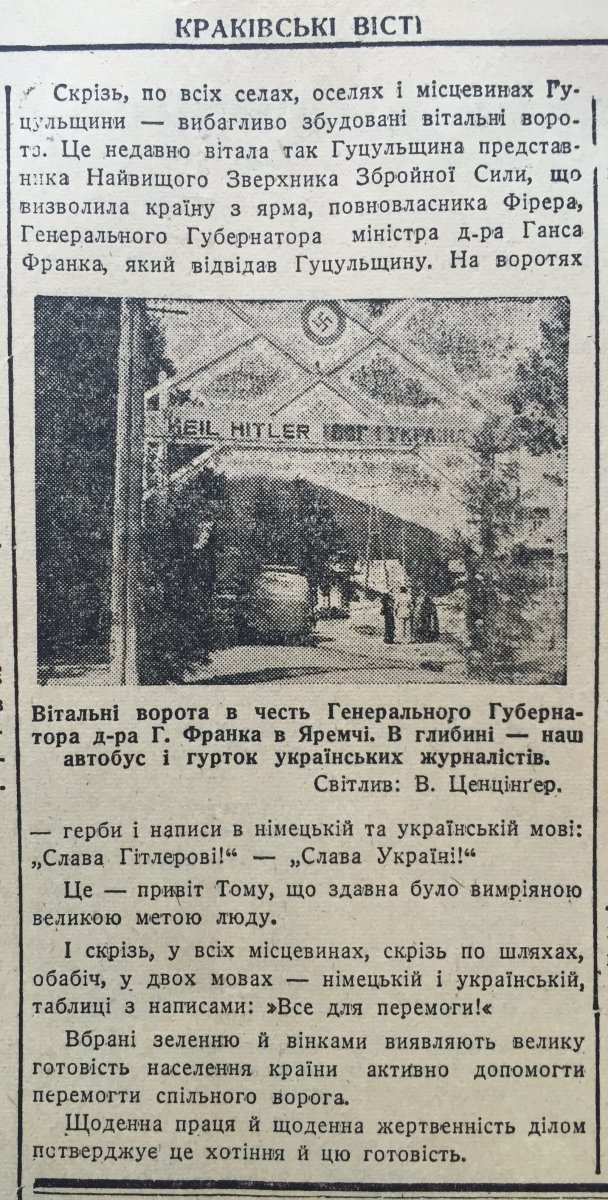 КРАКІВСЬКІ ВІСТІ
Скрізь, по всіх селах, оселях і місцевинах Гу-
цульщини — вибагливо збудовані вітальні воро-
та. Це недавно вітала так Гуцульщина представ-
ника Найвищого Зверхника Збройної Сили, що
визволила країну з ярма, повновласника Фірера,
Генерального Губернатора міністра д-ра Ганса
Франка, який відвідав Гуцульщину. На воротях
HEIL HITLER БОГ І УКРАЇНА
Вітальні ворота в честь Генерального Губерна-
тора д-ра Г. Франка в Яремчі. В глибині — наш
автобус і гурток українських журналістів.
Світлив: В. Ценцінґер.
— герби і написи в німецькій та українській мові:
„Слава Гітлерові!“ — „Слава Україні!“
Це — привіт Тому, що здавна було вимріяною
великою метою люду.
І скрізь, у всіх місцевинах, скрізь по шляхах,
обабіч, у двох мовах — німецькій і українській,
таблиці з написами: »Все для перемоги!«
Вбрані зеленню й вінками виявляють велику
готовість населення країни активно допомогти
перемогти спільного ворога.
Щоденна праця й щоденна жертвенність ділом
потверджує це хотіння й цю готовість.